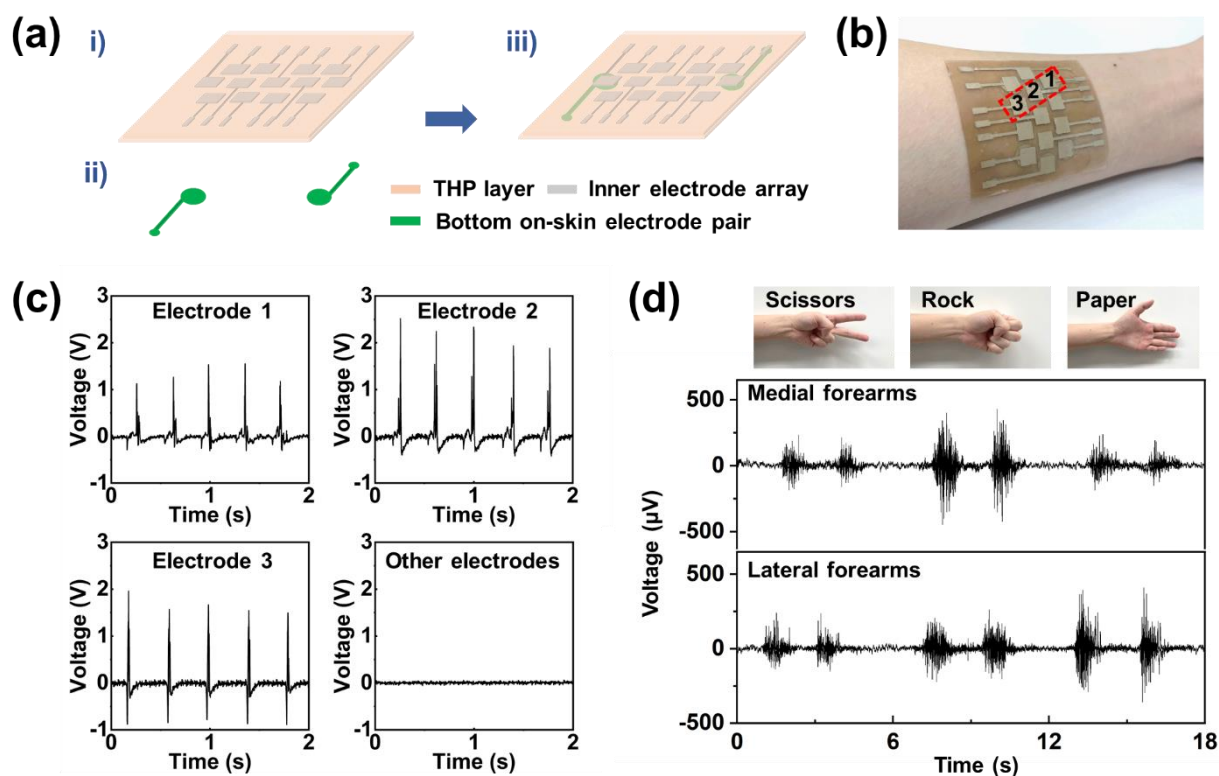 (a)
i)
iii)
ii)
THP layer
Inner electrode array
Bottom on-skin electrode pair
(b)
1
2
3
(c)
3
2
1
0
-1
Voltage (V)
Electrode 1
0
1
2
Time (s)
3
2
1
0
-1
Voltage (V)
Electrode 2
0
1
2
Time (s)
3
2
1
0
-1
Voltage (V)
Electrode 3
0
1
2
Time (s)
3
2
1
0
-1
Voltage (V)
Other electrodes
0
1
2
Time (s)
(d)
Scissors
Rock
Paper
Voltage (μV)
500
0
-500
Medial forearms
500
0
-500
Lateral forearms
0
6
12
18
Time (s)